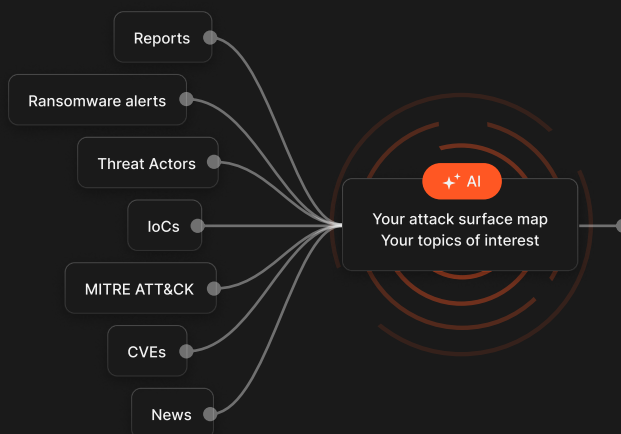 Reports
Ransomware alerts
Threat Actors
IoCs
MITRE ATT&CK
CVEs
News
AI
Your attack surface map
Your topics of interest